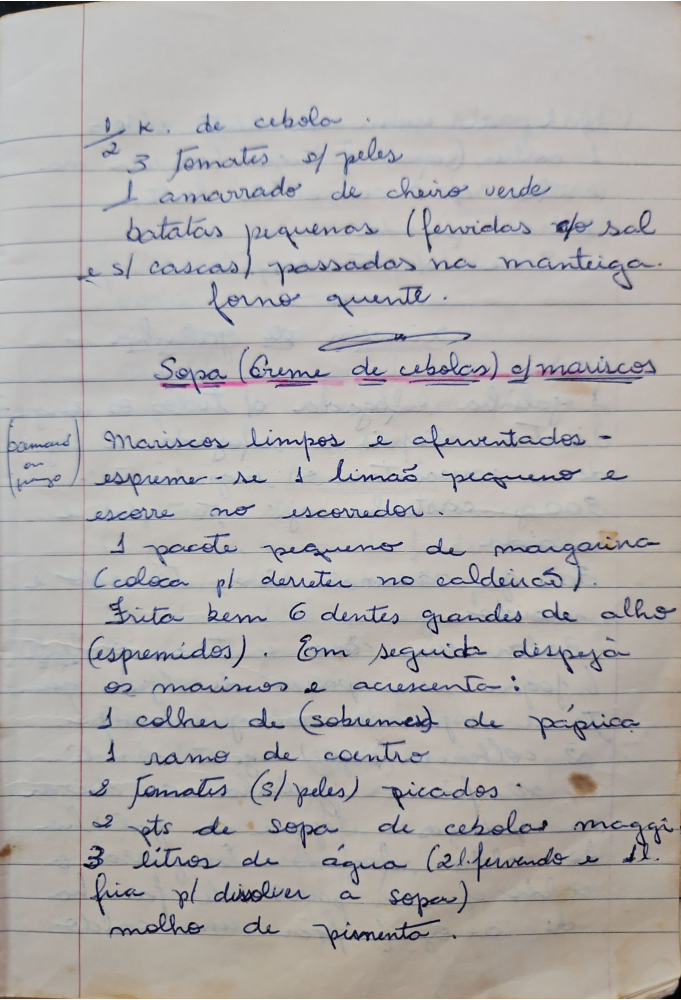 1/2 K. de cebola.
3 tomates s/ peles
1 amarrado de cheiro verde
batatas pequenas (fervidas c/o sal
e s/ cascas) passadas na manteiga.
forno quente.
Sopa (Creme de cebolas) c/ mariscos
(camarão
ou
Mariscos limpos e aferventados -
espreme-se 1 limão pequeno e
escorre no escorredor.
1 pacote pequeno de margarina
(coloca p/ derreter no caldeirão).
Frita bem 6 dentes grandes de alho
(espremidos). Em seguida despeja
os mariscos e acrescenta:
1 colher de (sobremesa) de páprica
1 ramo de coentro
2 tomates (s/ peles) picados.
2 pts de sopa de cebolas maggi
3 litros de água (2l. fervendo e 1l.
fria p/ dissolver a sopa)
molho de pimenta.